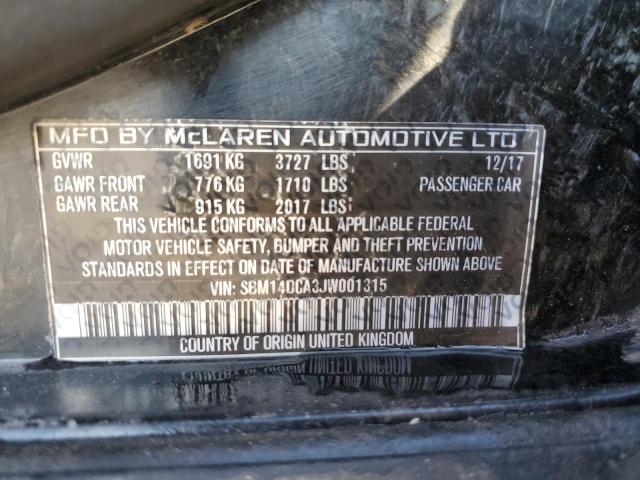 MFD BY McLAREN AUTOMOTIVE LTD
GVWR 1691 KG 3727 LBS 12/17
GAWR FRONT 776 KG 1710 LBS PASSENGER CAR
GAWR REAR 915 KG 2017 LBS
THIS VEHICLE CONFORMS TO ALL APPLICABLE FEDERAL
MOTOR VEHICLE SAFETY, BUMPER AND THEFT PREVENTION
STANDARDS IN EFFECT ON DATE OF MANUFACTURE SHOWN ABOVE
VIN: SBM14DCA3JW001315
COUNTRY OF ORIGIN UNITED KINGDOM